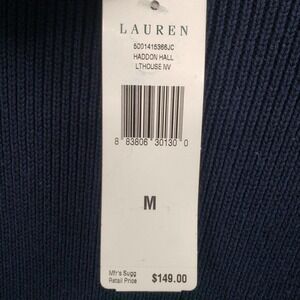 LAUREN
5001415366JC
HADDON HALL
LTHOUSE NV
8 83806 30130 0
M
Mfr's Sugg
Retail Price $149.00